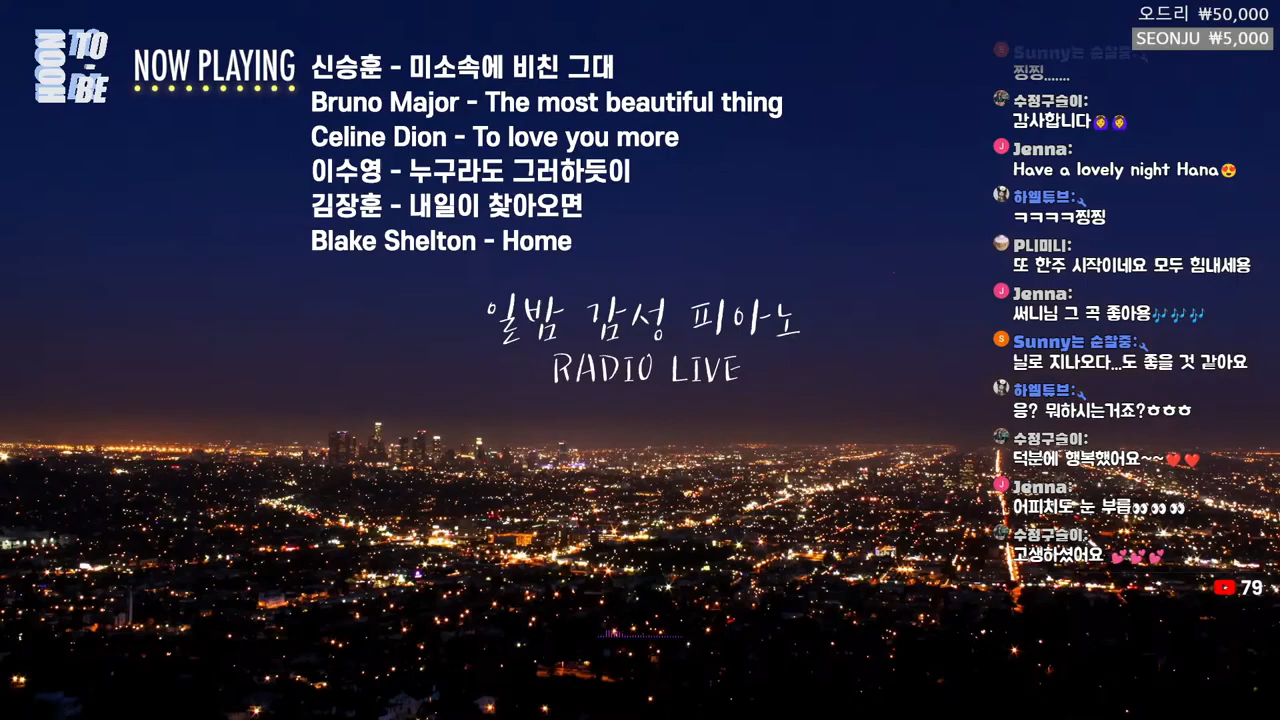 오드리 ₩50,000
SEONJU ₩5,000
TO-BE
HOON
NOW PLAYING
신승훈 - 미소속에 비친 그대
Bruno Major - The most beautiful thing
Celine Dion - To love you more
이수영 - 누구라도 그러하듯이
김장훈 - 내일이 찾아오면
Blake Shelton - Home
일밤 감성 피아노
RADIO LIVE
Sunny는 순찰중:
찡찡.......
수정구슬이:
감사합니다🙆‍♀️🙆‍♀️
Jenna:
Have a lovely night Hana😍
하엘튜브:
ㅋㅋㅋㅋ찡찡
P니미니:
또 한주 시작이네요 모두 힘내세용
Jenna:
써니님 그 곡 좋아용🎶🎶🎶
Sunny는 순찰중:
닐로 지나오다...도 좋을 것 같아요
하엘튜브:
응? 뭐하시는거죠?ㅎㅎㅎ
수정구슬이:
덕분에 행복했어요~~❤️❤️
Jenna:
어피치도 눈 부릅👀👀👀
수정구슬이:
고생하셨어요 💕💕💕
79